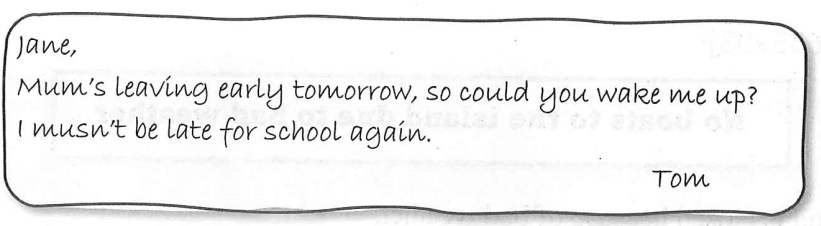 Jane,
Mum's leaving early tomorrow, so could you wake me up?
I musn't be late for school again.
Tom